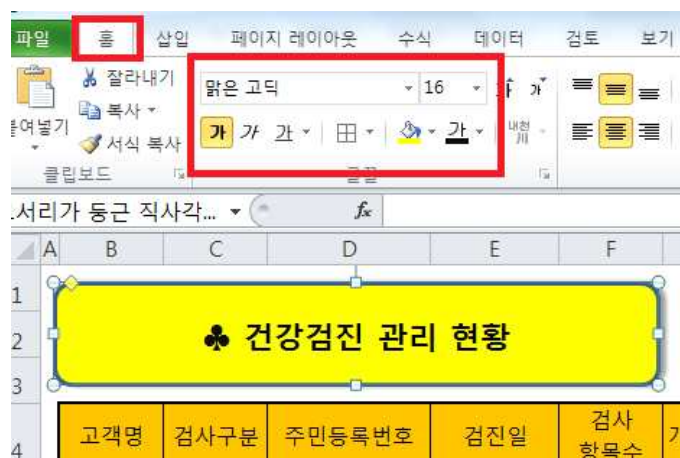 파일 홈 삽입 페이지 레이아웃 수식 데이터 검토 보기
잘라내기
복사
서식 복사
붙여넣기
클립보드
맑은 고딕 16
가 가 가 가
내천
글꼴
서리가 둥근 직사각... fx
A B C D E F
1
2
3
4
♣ 건강검진 관리 현황
고객명 검사구분 주민등록번호 검진일 검사
항목수